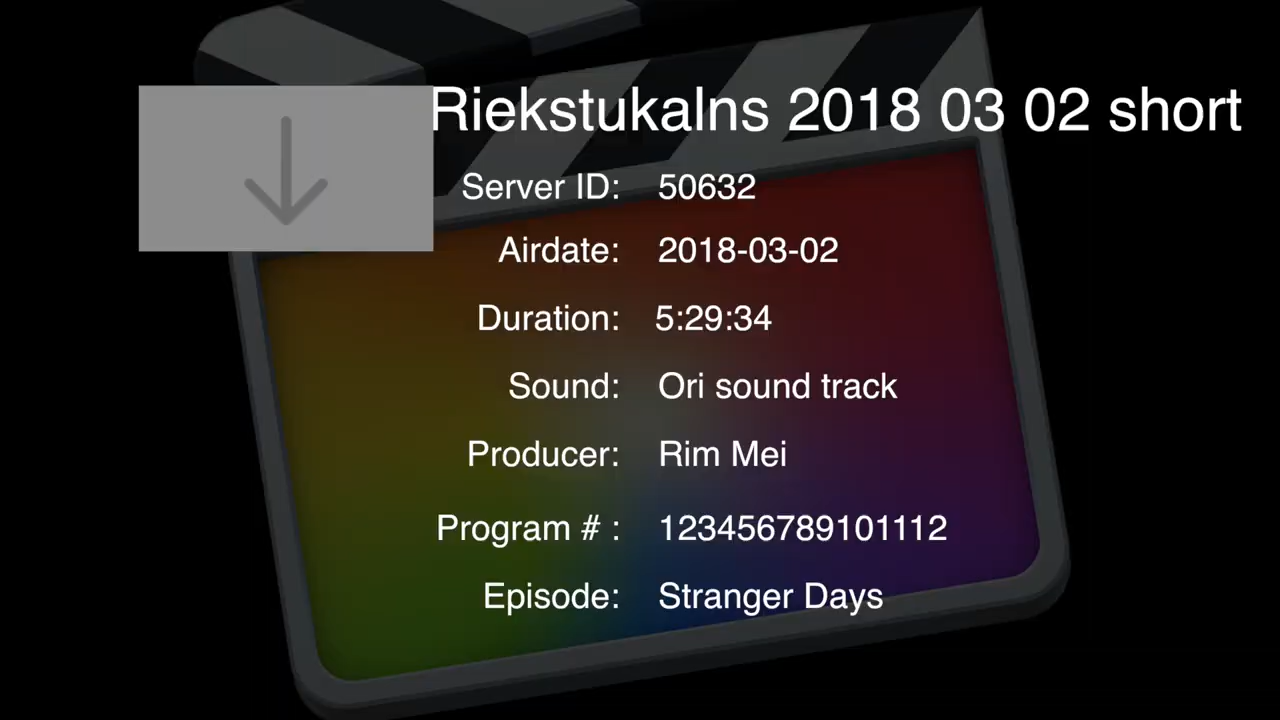 Riekstukalns 2018 03 02 short
Server ID: 50632
Airdate: 2018-03-02
Duration: 5:29:34
Sound: Ori sound track
Producer: Rim Mei
Program # : 123456789101112
Episode: Stranger Days